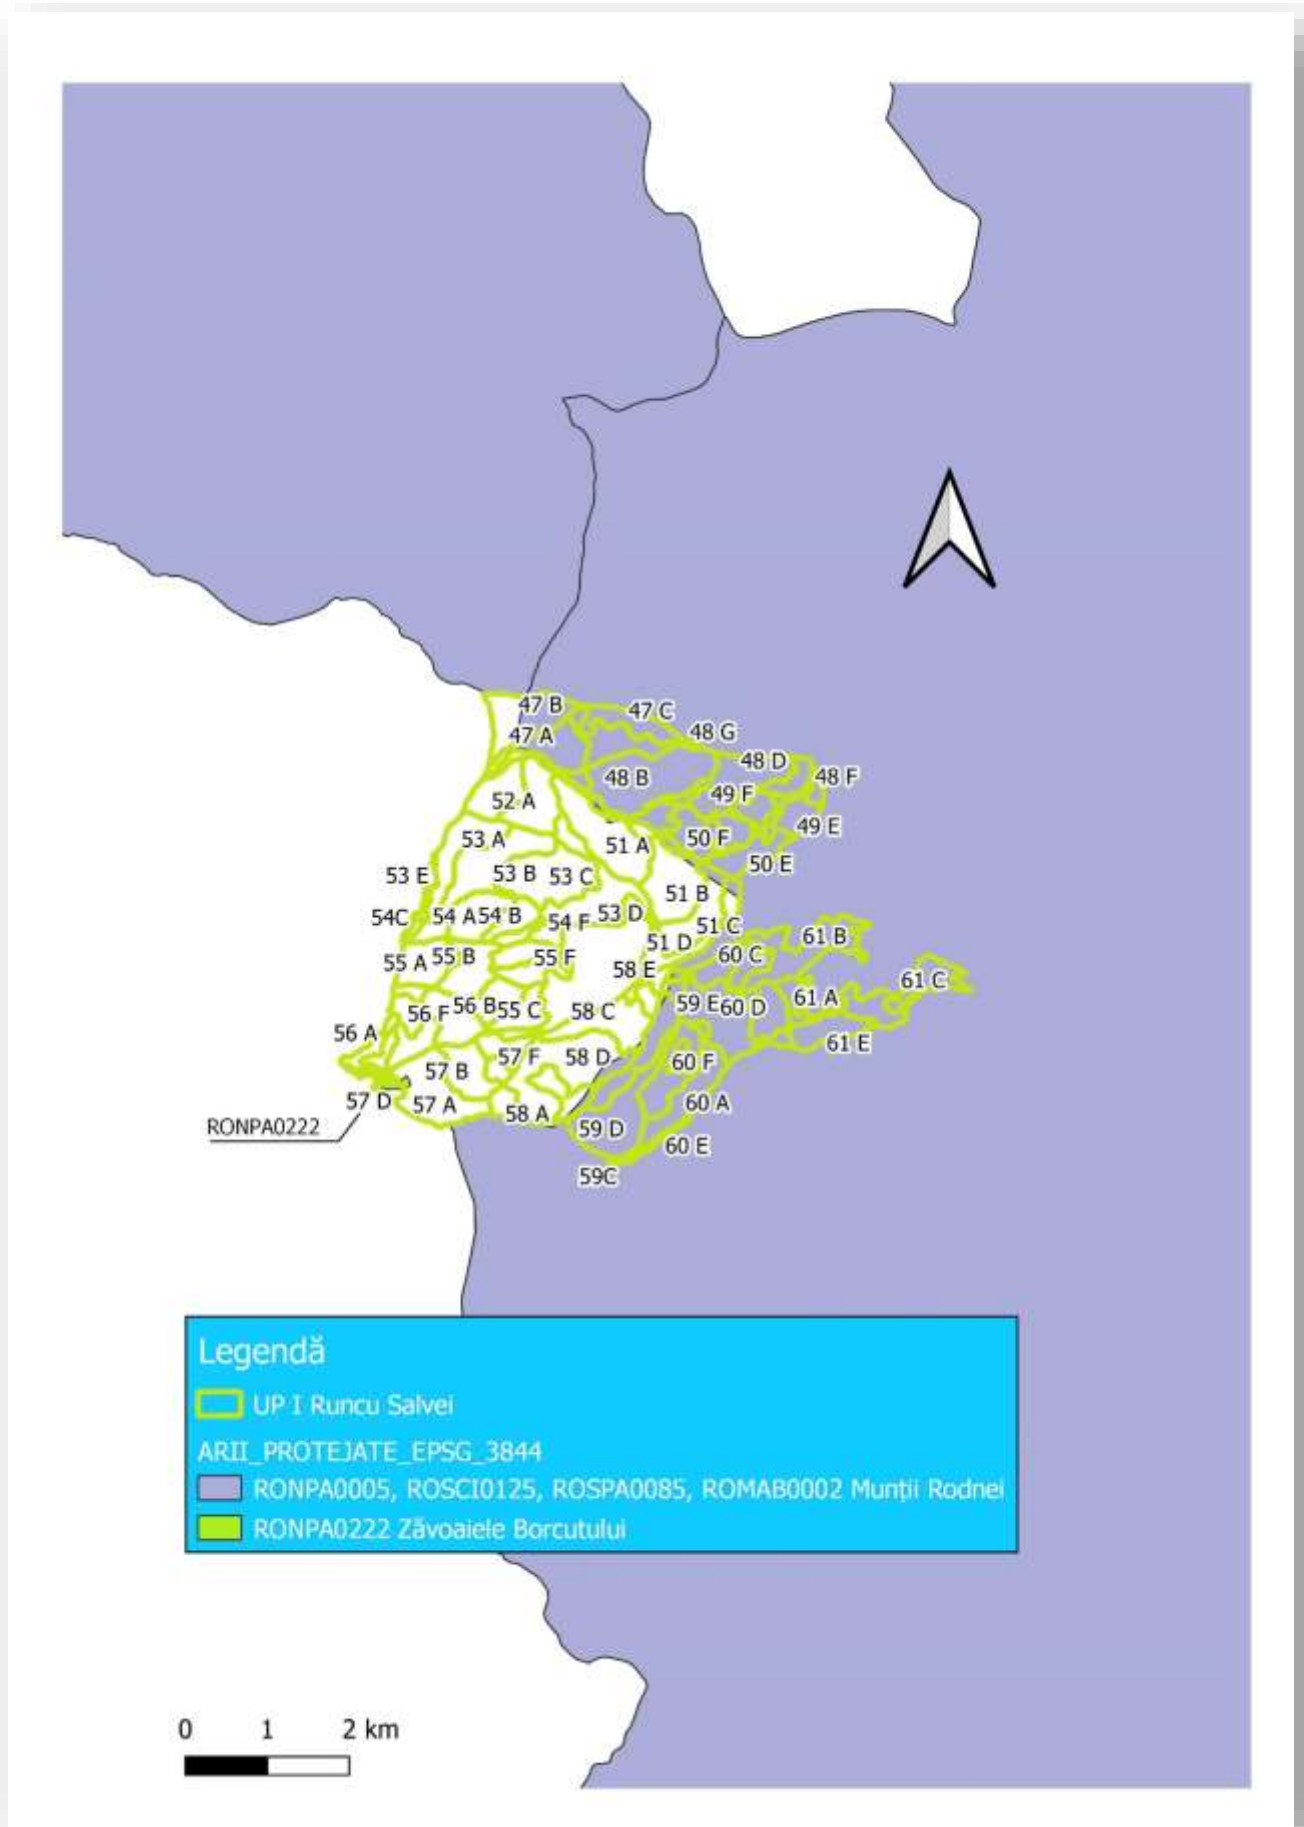 47 B
47 C
47 A
48 G
48 D
48 B
48 F
49 F
52 A
49 E
53 A
50 F
51 A
50 E
53 E
53 B
53 C
51 B
54C
54 A
54 B
54 F
53 D
51 C
61 B
51 D
55 A
55 B
55 F
60 C
58 E
61 C
59 E
60 D
61 A
56 F
56 B
55 C
58 C
56 A
61 E
57 F
58 D
60 F
57 B
57 D
57 A
60 A
58 A
RONPA0222
59 D
60 E
59C
Legendă
UP I Runcu Salvei
ARII_PROTEJATE_EPSG_3844
RONPA0005, ROSCI0125, ROSPA0085, ROMAB0002 Munții Rodnei
RONPA0222 Zăvoaiele Borcutului
0 1 2 km